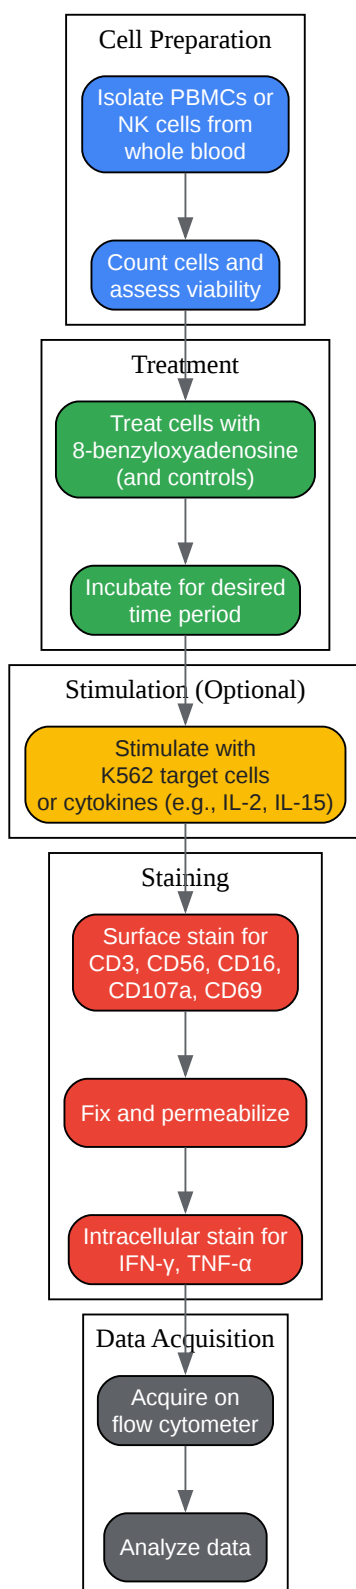 Cell Preparation
Isolate PBMCs or
NK cells from
whole blood
Count cells and
assess viability
Treatment
Treat cells with
8-benzyloxyadenosine
(and controls)
Incubate for desired
time period
Stimulation (Optional)
Stimulate with
K562 target cells
or cytokines (e.g., IL-2, IL-15)
Staining
Surface stain for
CD3, CD56, CD16,
CD107a, CD69
Fix and permeabilize
Intracellular stain for
IFN-γ, TNF-α
Data Acquisition
Acquire on
flow cytometer
Analyze data